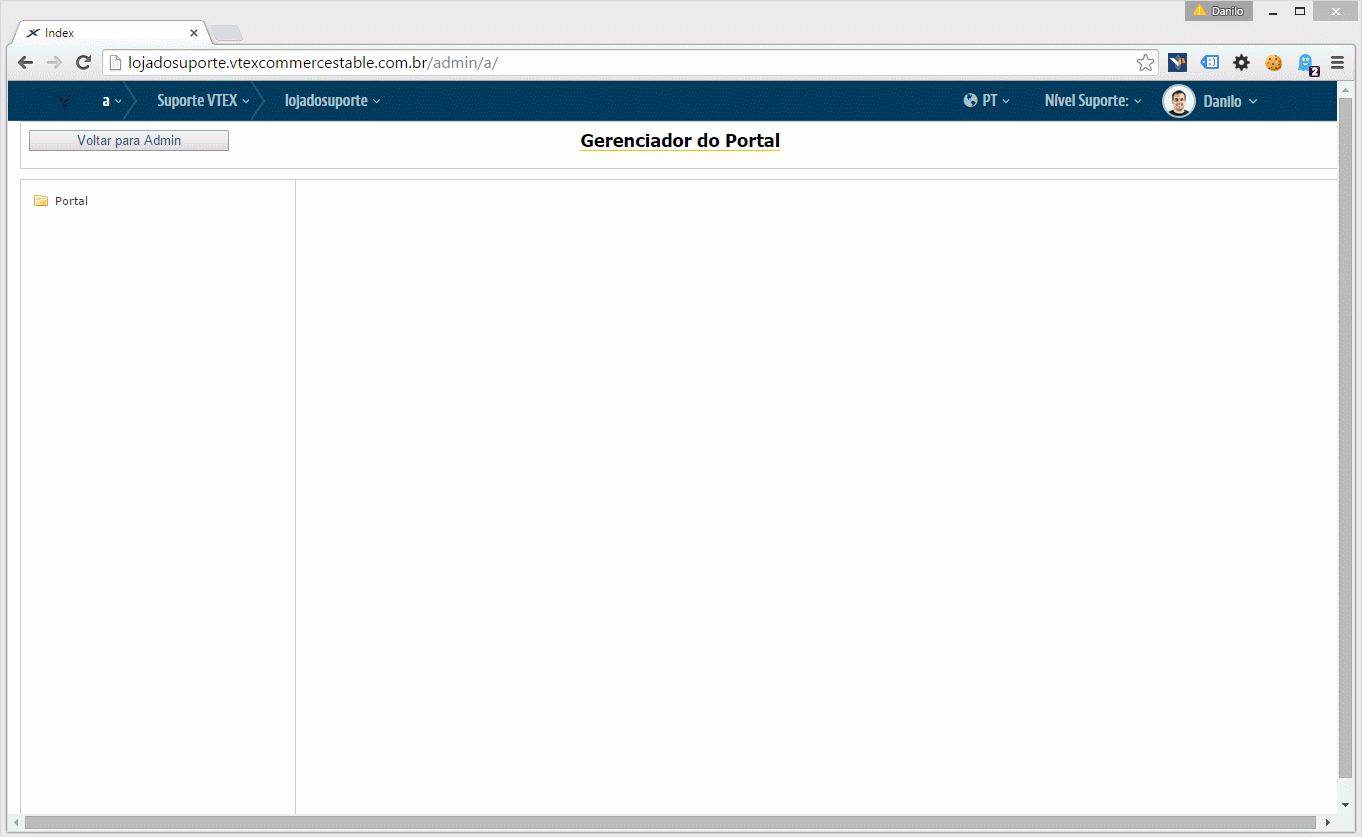 Danilo
Index
lojadosuporte.vtexcommercestable.com.br/admin/a/
2
a Suporte VTEX lojadosuporte PT Nível Suporte: Danilo
Voltar para Admin
Gerenciador do Portal
Portal